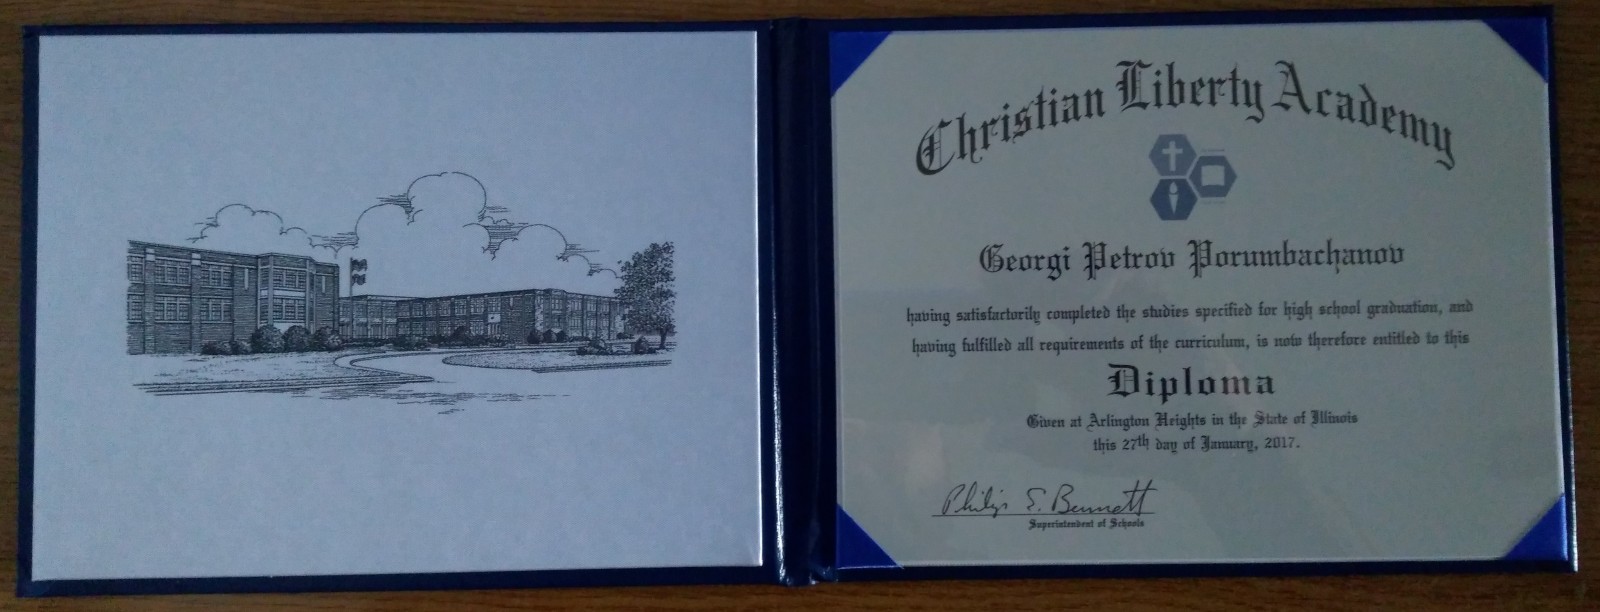 Christian Liberty Academy
Georgi Petrov Porumbachanov
having satisfactorily completed the studies specified for high school graduation, and
having fulfilled all requirements of the curriculum, is now therefore entitled to this
Diploma
Given at Arlington Heights in the State of Illinois
this 27th day of January, 2017.
Philip E. Bennett
Superintendent of Schools